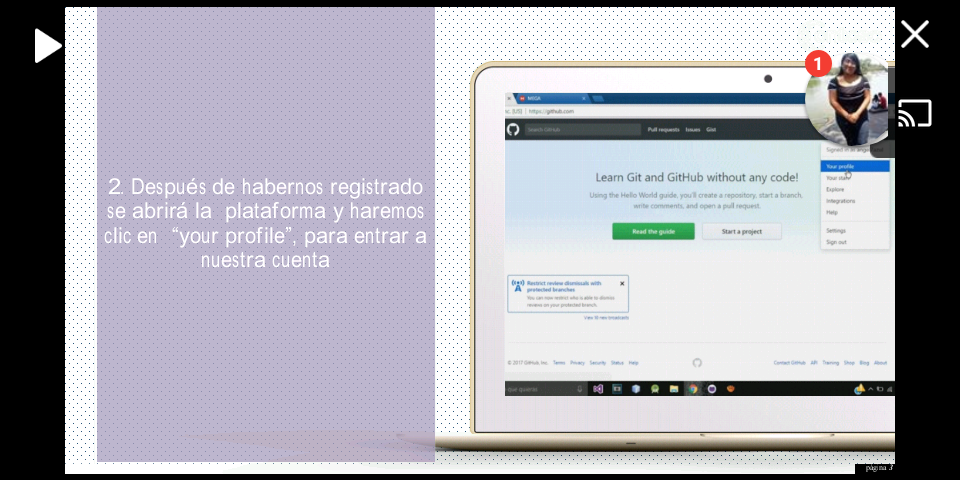 2. Después de habernos registrado
se abrirá la plataforma y haremos
clic en “your profile”, para entrar a
nuestra cuenta
1
NISSA
https://github.com
Search GitHub
Pull requests Issues Gist
Signed in as
Your profile
Your stars
Explore
Integrations
Help
Settings
Sign out
Learn Git and GitHub without any code!
Using the Hello World guide, you’ll create a repository, start a branch,
write comments, and open a pull request.
Read the guide
Start a project
Restrict review dismissals with
protected branches
You can now restrict who is able to dismiss
reviews on your protected branch.
View 10 new broadcasts
© 2017 GitHub, Inc. Terms Privacy Security Status Help
Contact GitHub API Training Shop Blog About
página 3